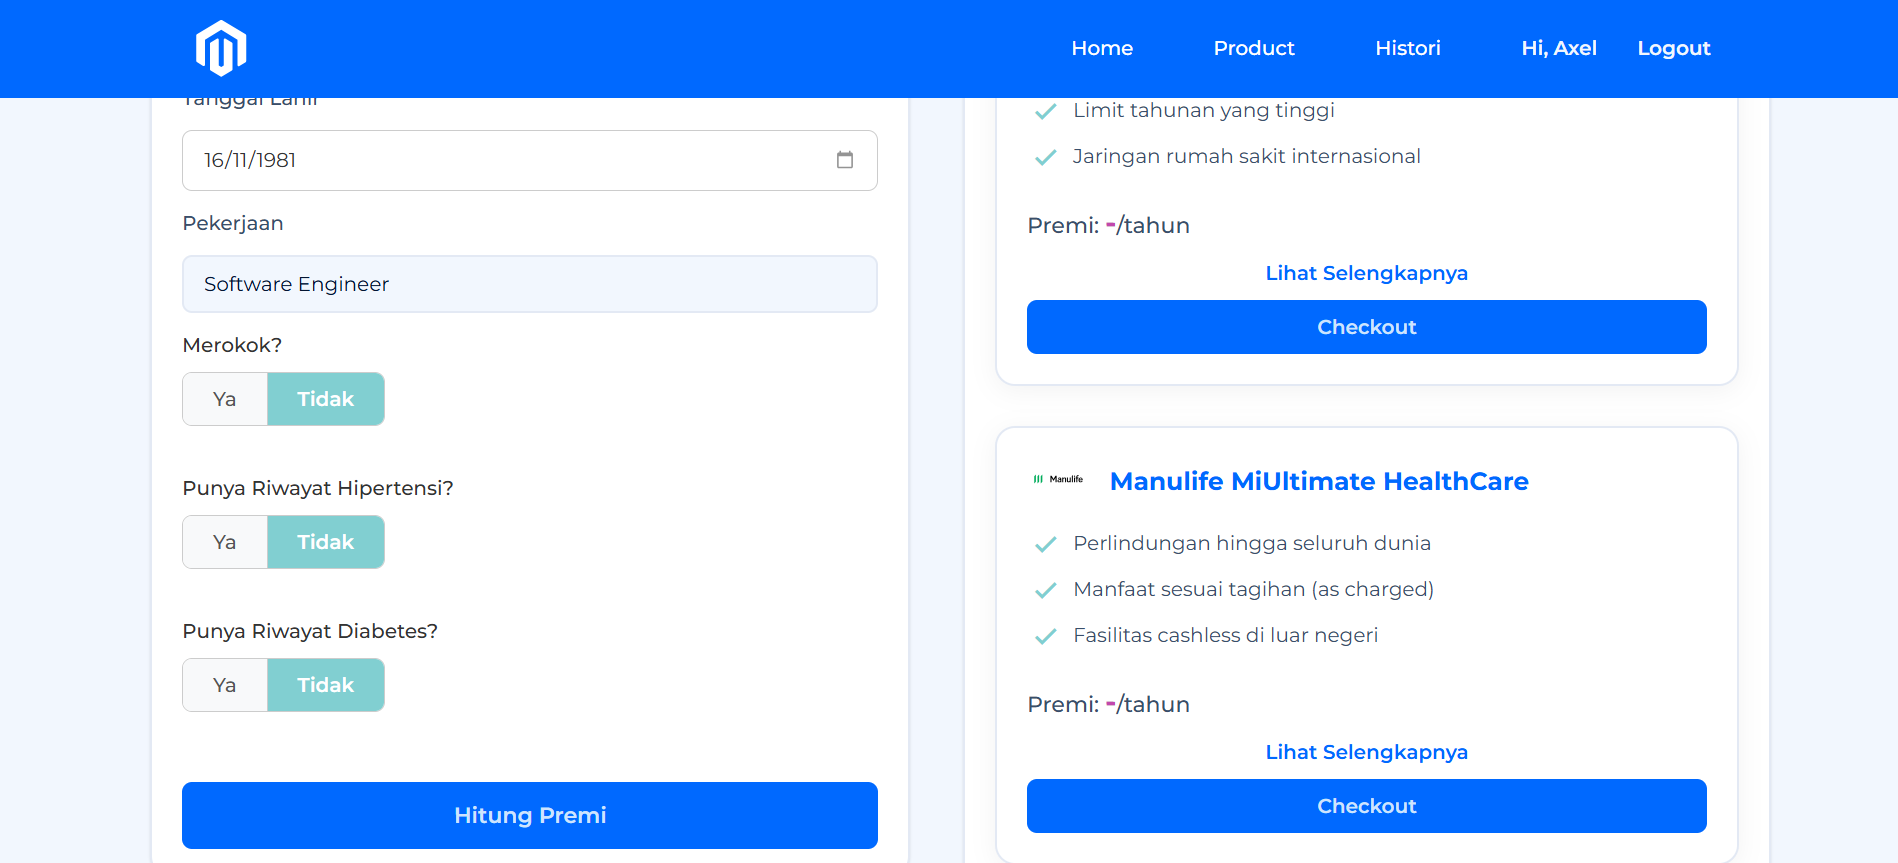 Home Product Histori Hi, Axel Logout
Tanggal Lahir
16/11/1981
Pekerjaan
Software Engineer
Merokok?
Ya Tidak
Punya Riwayat Hipertensi?
Ya Tidak
Punya Riwayat Diabetes?
Ya Tidak
Hitung Premi
Limit tahunan yang tinggi
Jaringan rumah sakit internasional
Premi: -/tahun
Lihat Selengkapnya
Checkout
Manulife Manulife MiUltimate HealthCare
Perlindungan hingga seluruh dunia
Manfaat sesuai tagihan (as charged)
Fasilitas cashless di luar negeri
Premi: -/tahun
Lihat Selengkapnya
Checkout